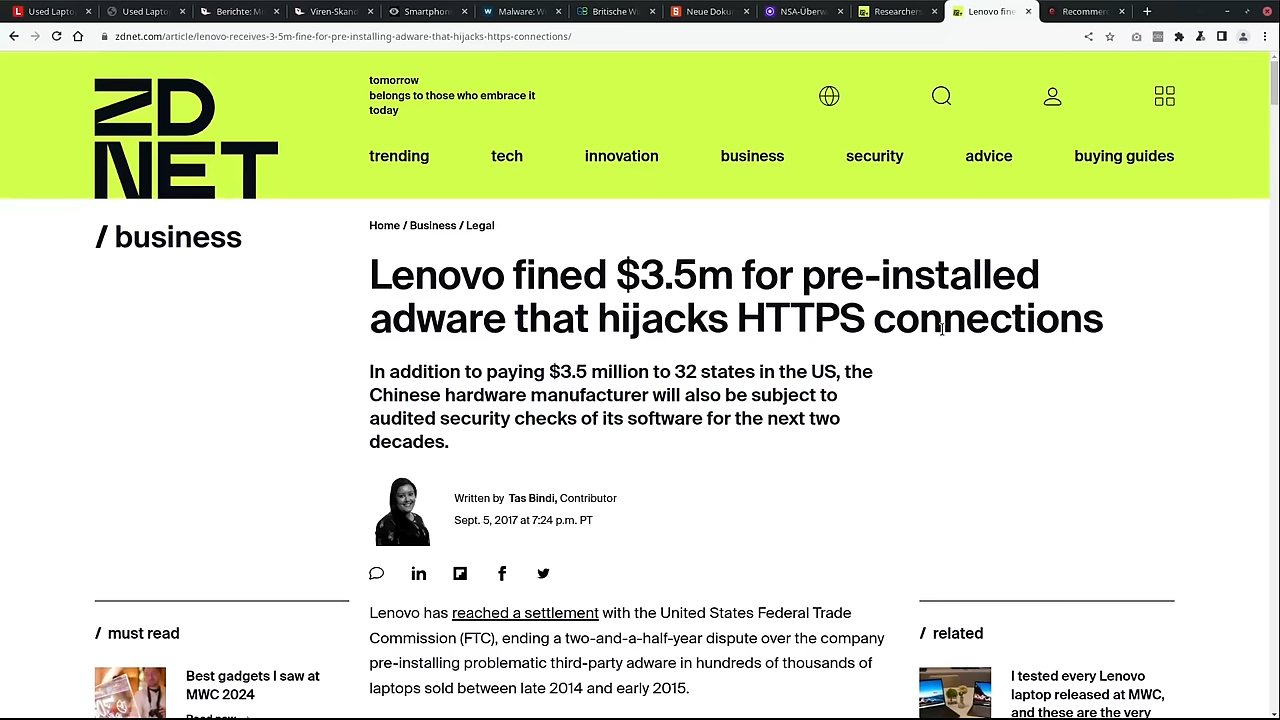 Used Lapto
Used Lapto
Berichte: M
Viren-Skand
Smartphon
Malware: W
Britische Wi
Neue Doku
NSA-Überw
Researcher
Lenovo fine
Recommer
zdnet.com/article/lenovo-receives-3-5m-fine-for-pre-installing-adware-that-hijacks-https-connections/
ZD
NET
tomorrow
belongs to those who embrace it
today
trending tech innovation business security advice buying guides
/ business
Home / Business / Legal
Lenovo fined $3.5m for pre-installed
adware that hijacks HTTPS connections
In addition to paying $3.5 million to 32 states in the US, the
Chinese hardware manufacturer will also be subject to
audited security checks of its software for the next two
decades.
Written by Tas Bindi, Contributor
Sept. 5, 2017 at 7:24 p.m. PT
Lenovo has reached a settlement with the United States Federal Trade
Commission (FTC), ending a two-and-a-half-year dispute over the company
pre-installing problematic third-party adware in hundreds of thousands of
laptops sold between late 2014 and early 2015.
/ must read
Best gadgets I saw at
MWC 2024
Read now
/ related
I tested every Lenovo
laptop released at MWC,
and these are the very